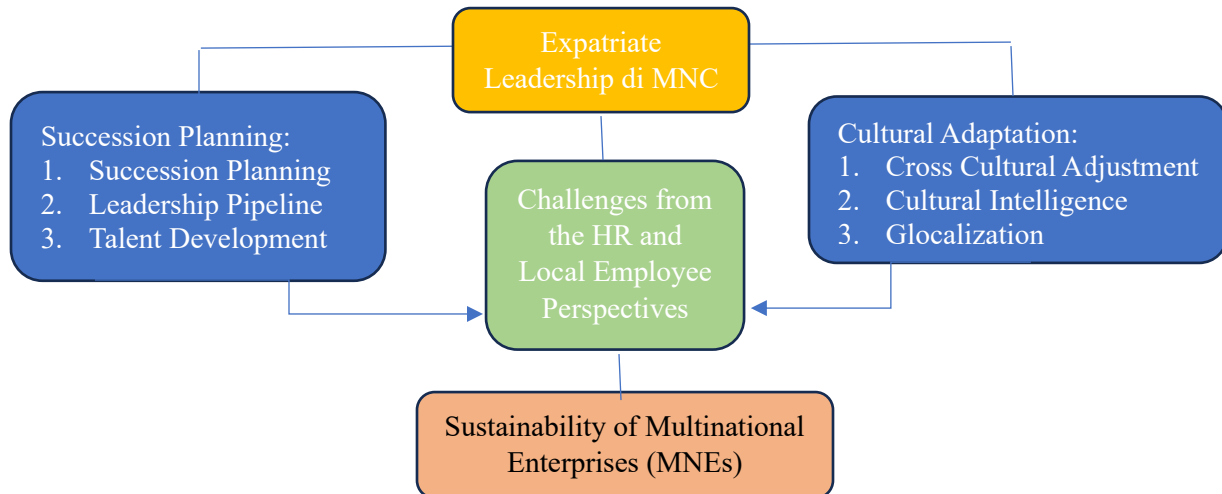 Expatriate
Leadership di MNC
Succession Planning:
1. Succession Planning
2. Leadership Pipeline
3. Talent Development
Challenges from
the HR and
Local Employee
Perspectives
Cultural Adaptation:
1. Cross Cultural Adjustment
2. Cultural Intelligence
3. Glocalization
Sustainability of Multinational
Enterprises (MNEs)